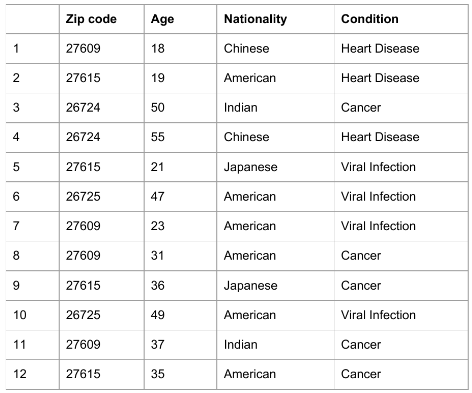 Zip code Age Nationality Condition
1 27609 18 Chinese Heart Disease
2 27615 19 American Heart Disease
3 26724 50 Indian Cancer
4 26724 55 Chinese Heart Disease
5 27615 21 Japanese Viral Infection
6 26725 47 American Viral Infection
7 27609 23 American Viral Infection
8 27609 31 American Cancer
9 27615 36 Japanese Cancer
10 26725 49 American Viral Infection
11 27609 37 Indian Cancer
12 27615 35 American Cancer